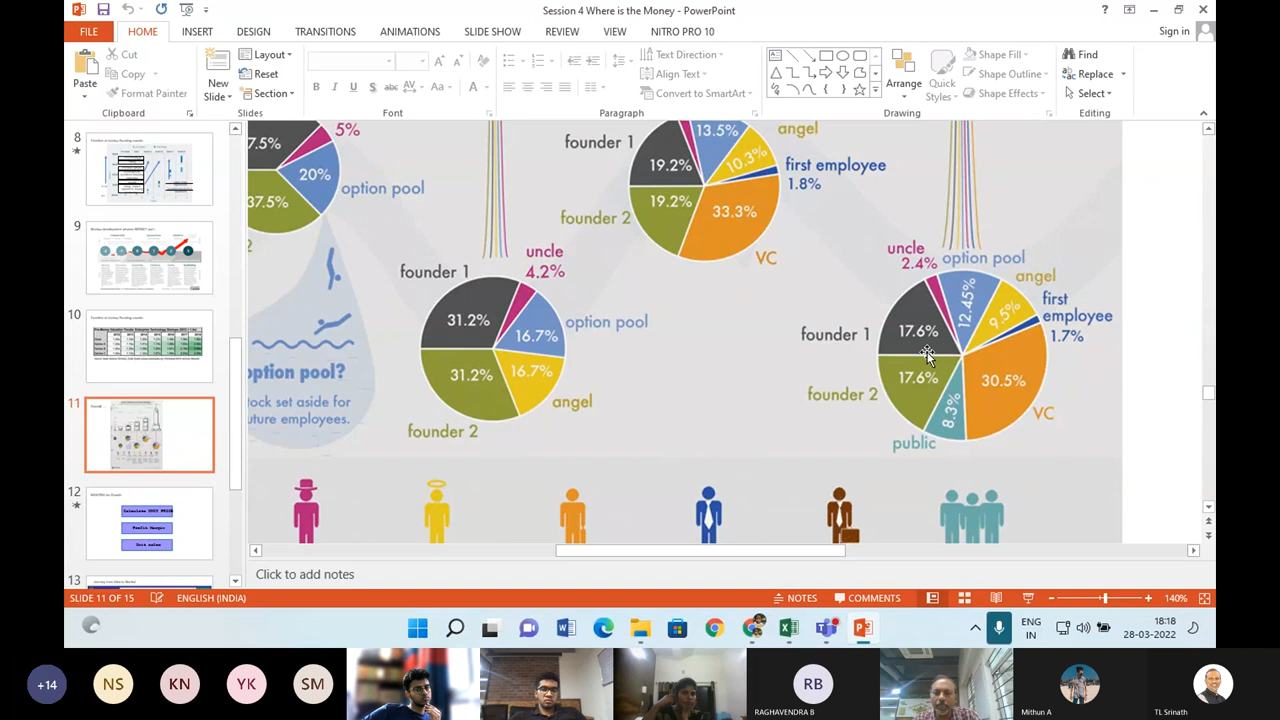 Session 4 Where is the Money - PowerPoint
Sign in
FILE
HOME
INSERT
DESIGN
TRANSITIONS
ANIMATIONS
SLIDE SHOW
REVIEW
VIEW
NITRO PRO 10
Paste
Cut
Copy
Format Painter
Clipboard
New Slide
Layout
Reset
Section
Slides
Font
Text Direction
Align Text
Convert to SmartArt
Paragraph
Arrange
Quick Styles
Shape Fill
Shape Outline
Shape Effects
Drawing
Find
Replace
Select
Editing
8
9
10
11
12
13
7.5%
5%
20%
option pool
37.5%
2
option pool?
tock set aside for
uture employees.
founder 1
31.2%
uncle
4.2%
option pool
16.7%
16.7%
angel
31.2%
founder 2
founder 1
19.2%
13.5%
angel
10.3%
first employee
1.8%
19.2%
founder 2
33.3%
VC
uncle
2.4%
option pool
12.45%
angel
9.5%
first
employee
1.7%
founder 1
17.6%
17.6%
founder 2
30.5%
VC
8.3%
public
Click to add notes
SLIDE 11 OF 15
ENGLISH (INDIA)
NOTES
COMMENTS
140%
ENG
IN
18:18
28-03-2022
+14
NS
KN
YK
SM
RB
RAGHAVENDRA B
Mithun A
TL Srinath